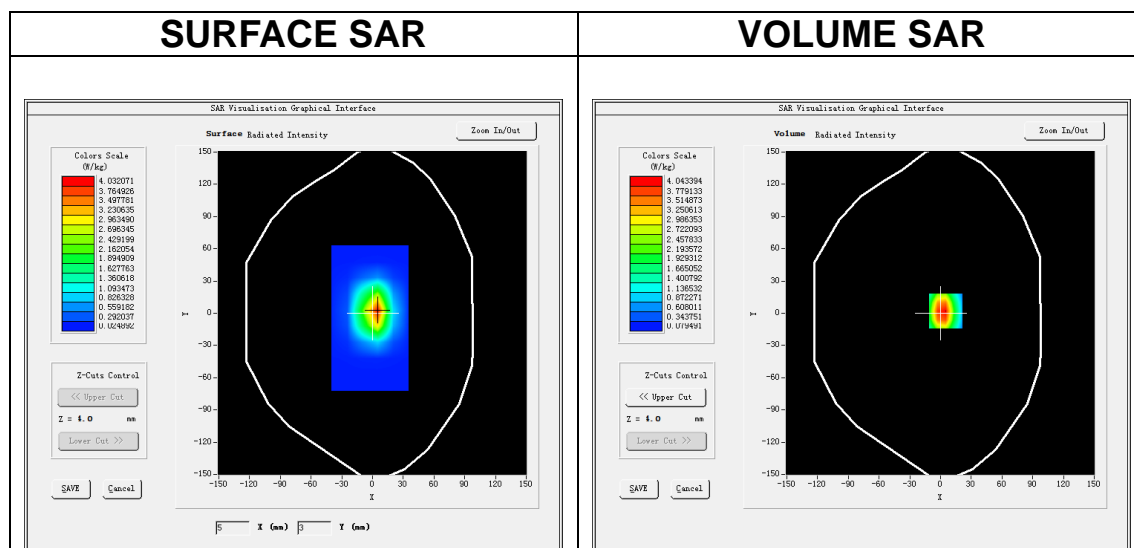 SURFACE SAR
VOLUME SAR
SAR Visualisation Graphical Interface
Surface Radiated Intensity
Zoom In/Out
Colors Scale
(W/kg)
4.032071
3.764926
3.497781
3.230635
2.963490
2.696345
2.429199
2.162054
1.894909
1.627763
1.360618
1.093473
0.826328
0.559182
0.292037
0.024892
Z-Cuts Control
<< Upper Cut
Z = 4.0 mm
Lower Cut >>
SAVE
Cancel
150
120
90
60
30
0
-30
-60
-90
-120
-150
Y
-150 -120 -90 -60 -30 0 30 60 90 120 150
X
5 X (mm) 3 Y (mm)
SAR Visualisation Graphical Interface
Volume Radiated Intensity
Zoom In/Out
Colors Scale
(W/kg)
4.043394
3.779133
3.514873
3.250613
2.986353
2.722093
2.457833
2.193572
1.929312
1.665052
1.400792
1.136532
0.872271
0.608011
0.343751
0.079491
Z-Cuts Control
<< Upper Cut
Z = 4.0 mm
Lower Cut >>
SAVE
Cancel
150
120
90
60
30
0
-30
-60
-90
-120
-150
Y
-150 -120 -90 -60 -30 0 30 60 90 120 150
X